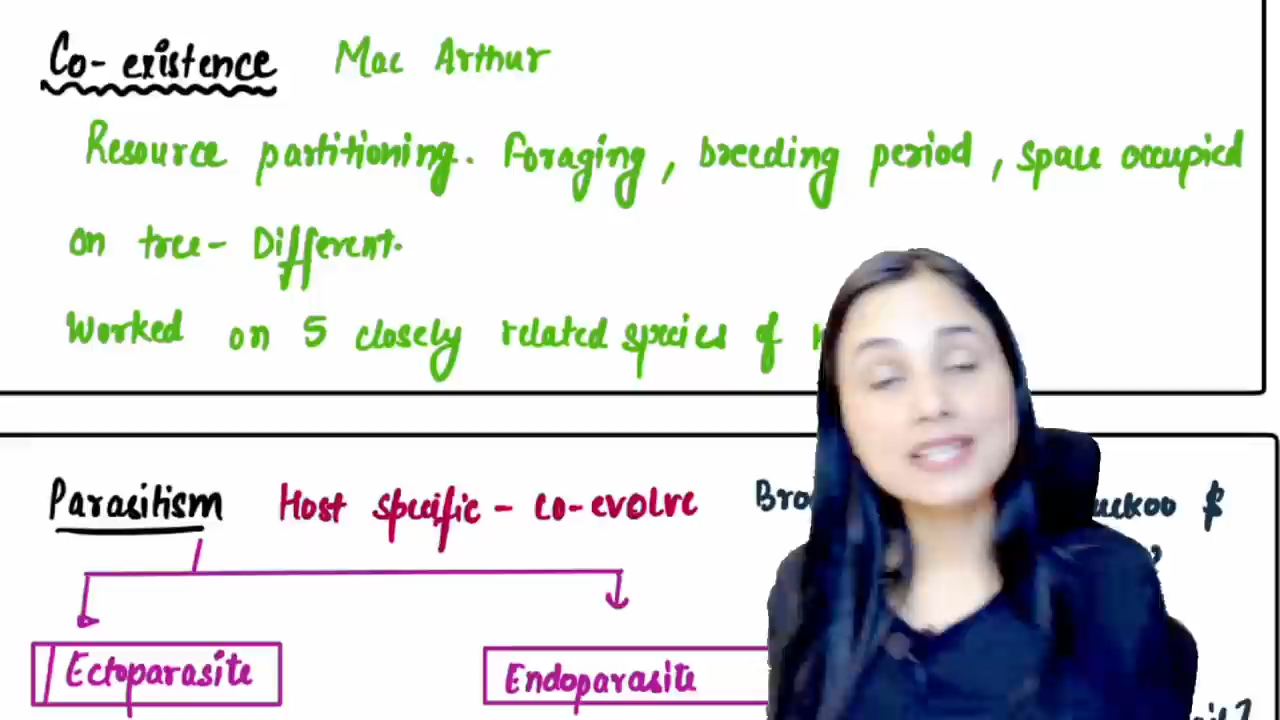 Co-existence Mac Arthur
Resource partitioning. Foraging, breeding period, space occupied
on tree- Different.
Worked on 5 closely related species of
Parasitism Host specific - co-evolve
Ectoparasite Endoparasite